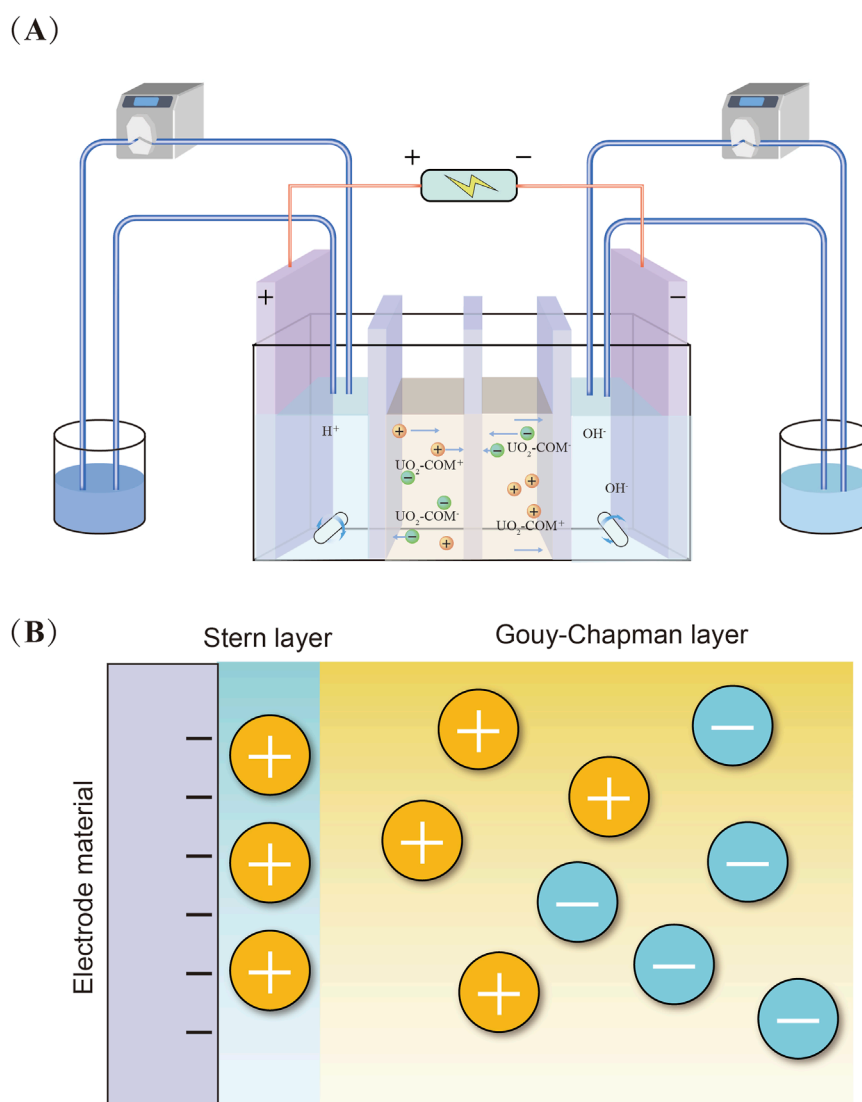 (A)
+ −
+ −
H⁺ OH⁻
UO₂-COM⁻
UO₂-COM⁺
OH⁻
UO₂-COM⁻
UO₂-COM⁺
(B)
Stern layer Gouy-Chapman layer
Electrode material